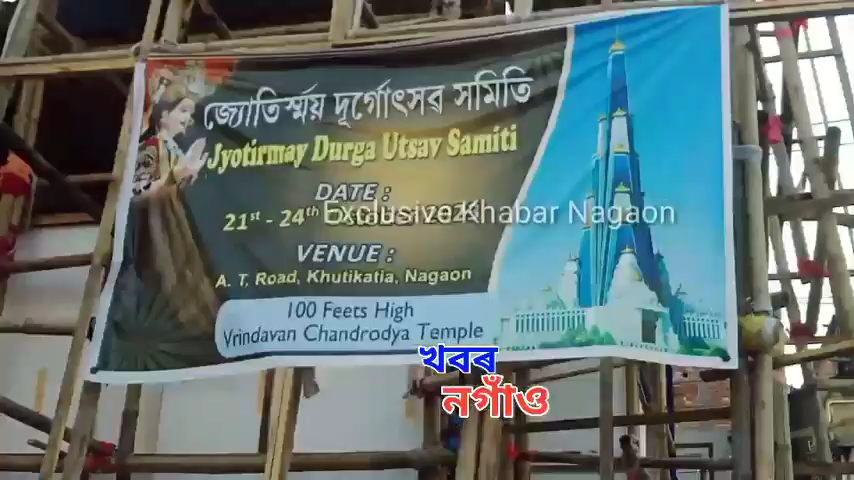 জ্যোতির্ম্ময় দূৰ্গোৎসৱ সমিতি
Jyotirmay Durga Utsav Samiti
DATE :
21st - 24th
Exclusive Khabar Nagaon
VENUE :
A. T. Road, Khutikatia, Nagaon
100 Feets High
Vrindavan Chandrodya Temple
খবৰ
নগাঁও